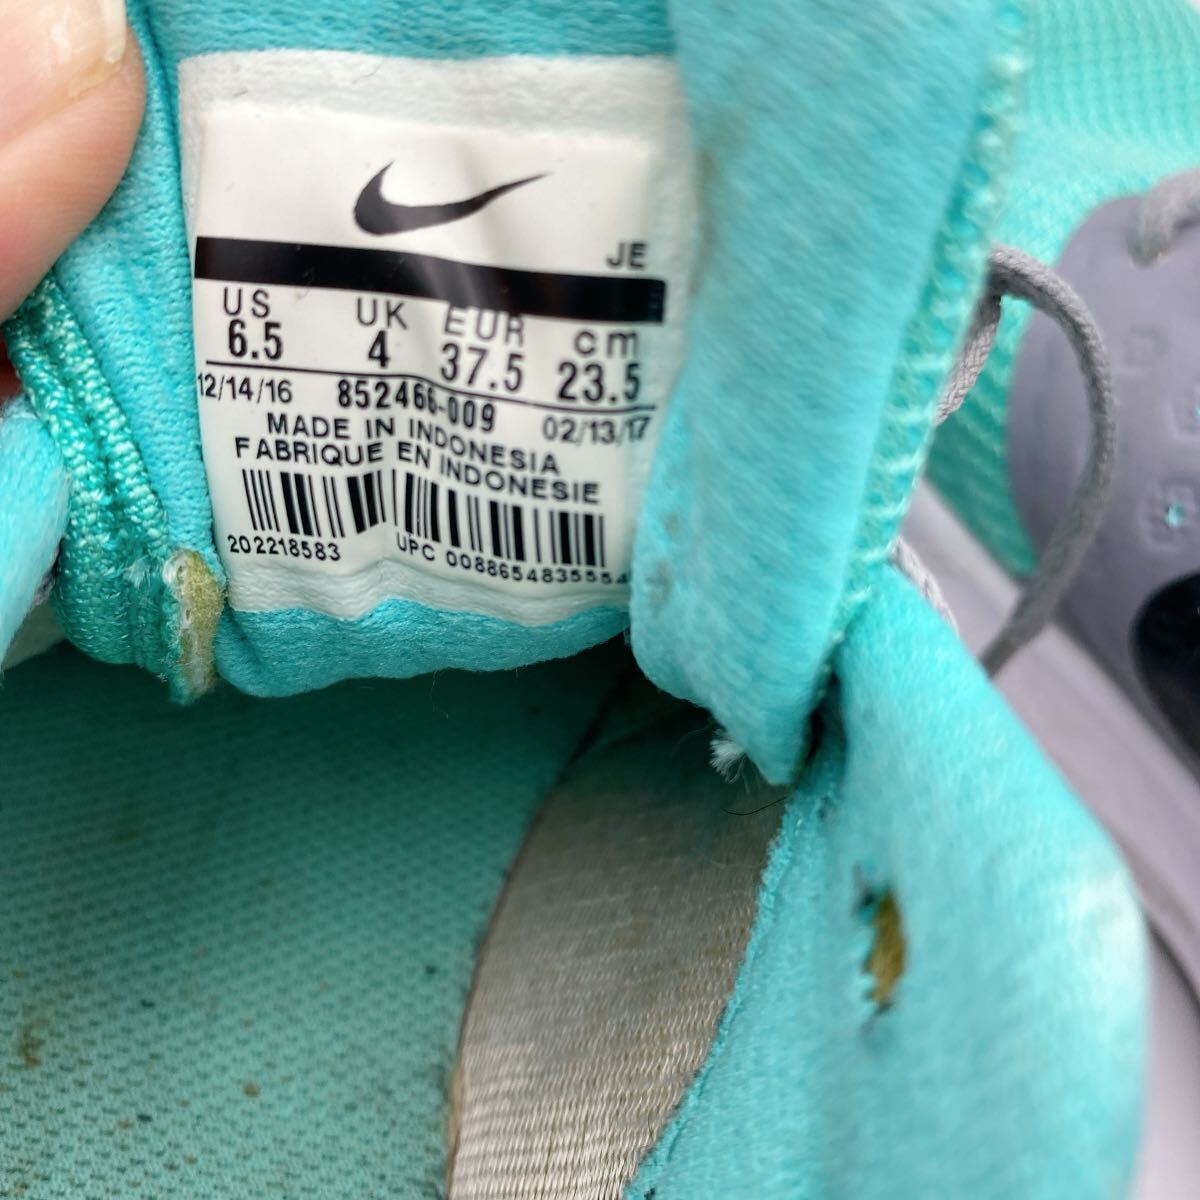 JE
US UK EUR cm
6.5 4 37.5 23.5
12/14/16 852466-009 02/13/17
MADE IN INDONESIA
FABRIQUE EN INDONESIE
202218583 UPC